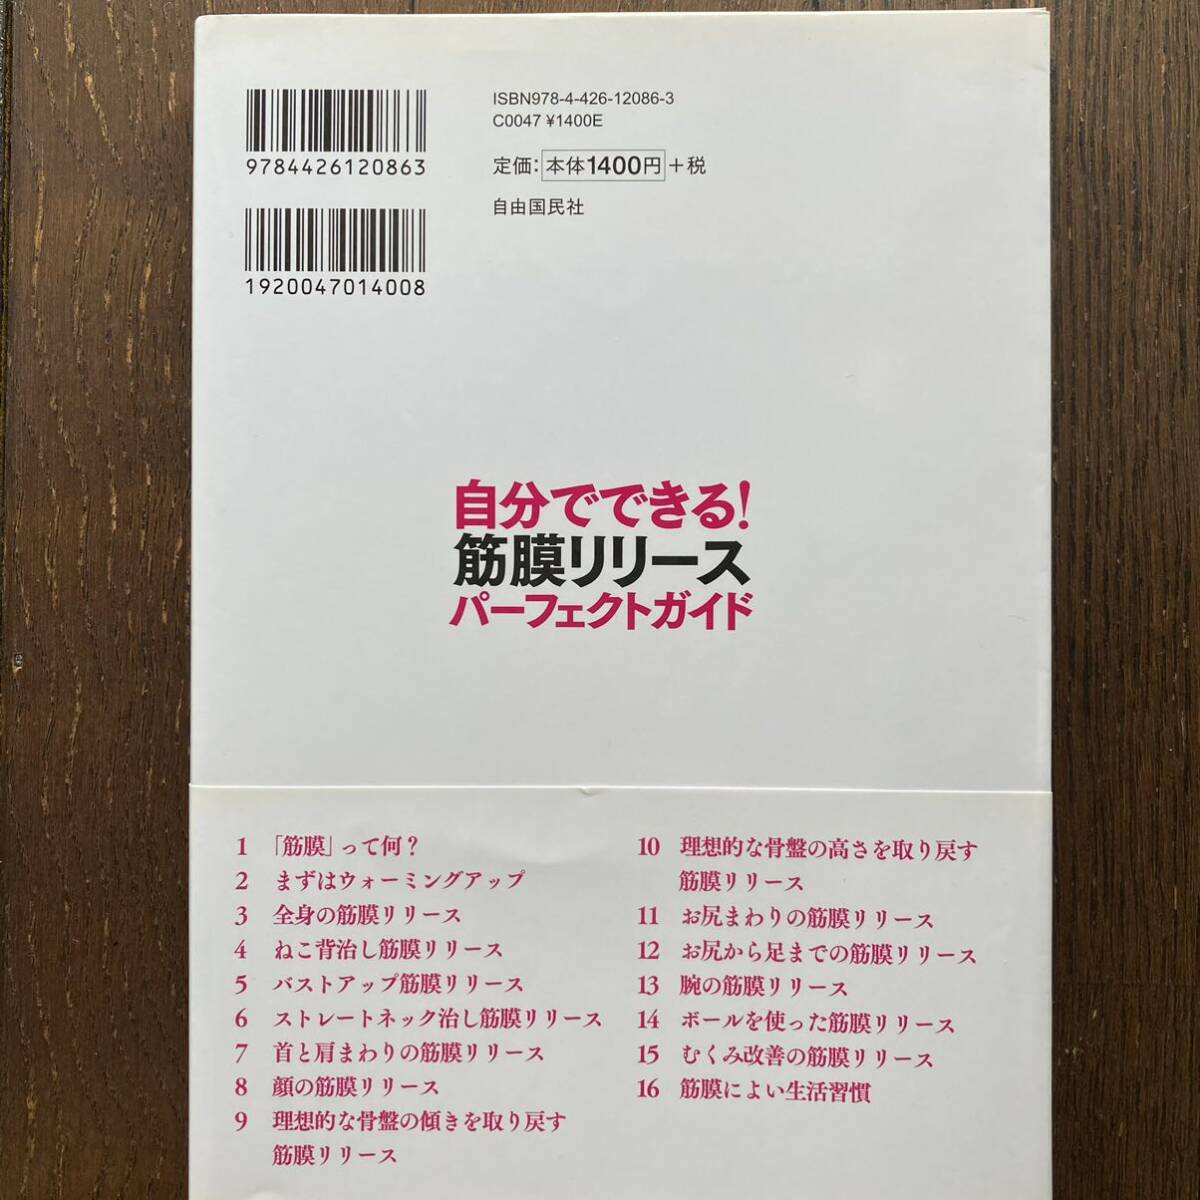 ISBN978-4-426-12086-3
C0047 ¥1400E
9784426120863
定価：本体1400円＋税
自由国民社
1920047014008
自分でできる！
筋膜リリース
パーフェクトガイド
1 「筋膜」って何？
2 まずはウォーミングアップ
3 全身の筋膜リリース
4 ねこ背治し筋膜リリース
5 バストアップ筋膜リリース
6 ストレートネック治し筋膜リリース
7 首と肩まわりの筋膜リリース
8 顔の筋膜リリース
9 理想的な骨盤の傾きを取り戻す
筋膜リリース
10 理想的な骨盤の高さを取り戻す
筋膜リリース
11 お尻まわりの筋膜リリース
12 お尻から足までの筋膜リリース
13 腕の筋膜リリース
14 ボールを使った筋膜リリース
15 むくみ改善の筋膜リリース
16 筋膜によい生活習慣